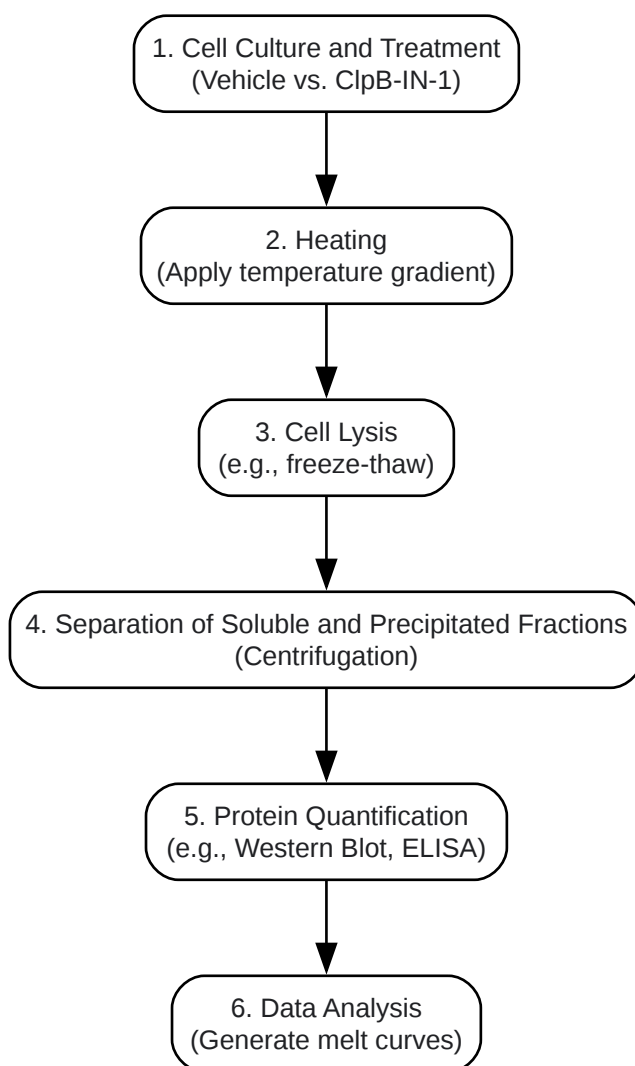 1. Cell Culture and Treatment
(Vehicle vs. ClpB-IN-1)
2. Heating
(Apply temperature gradient)
3. Cell Lysis
(e.g., freeze-thaw)
4. Separation of Soluble and Precipitated Fractions
(Centrifugation)
5. Protein Quantification
(e.g., Western Blot, ELISA)
6. Data Analysis
(Generate melt curves)